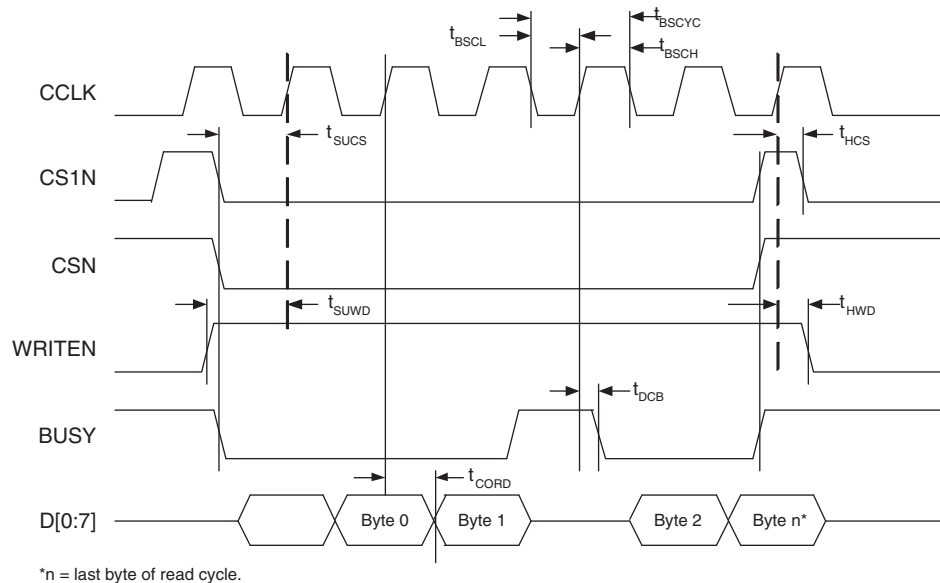 tBSCYC
tBSCL
tBSCH
CCLK
tSUCS
tHCS
CS1N
CSN
tSUWD
tHWD
WRITEN
tDCB
BUSY
tCORD
D[0:7]
Byte 0
Byte 1
Byte 2
Byte n*
*n = last byte of read cycle.